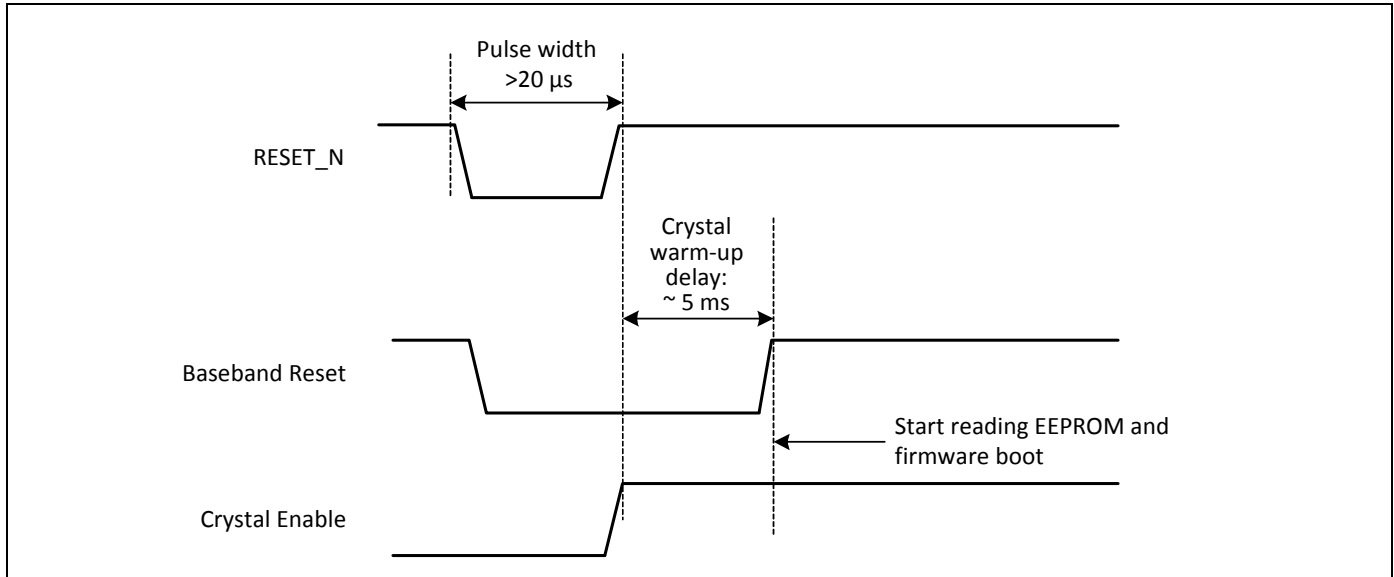 Pulse width
>20 µs
RESET_N
Crystal
warm-up
delay:
~ 5 ms
Baseband Reset
Start reading EEPROM and
firmware boot
Crystal Enable